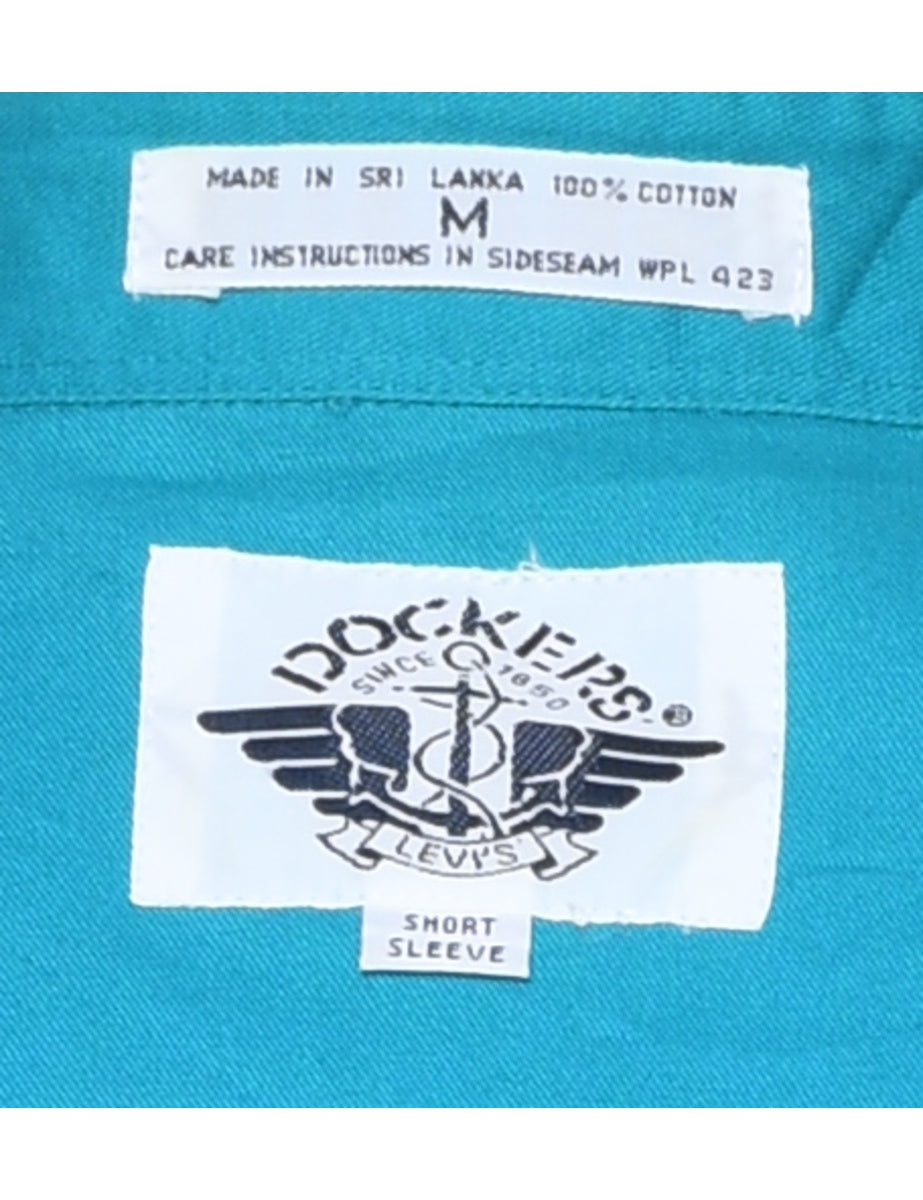 MADE IN SRI LANKA 100% COTTON
M
CARE INSTRUCTIONS IN SIDESEAM WPL 423
DOCKERS®
SINCE 1850
LEVI'S
SHORT
SLEEVE